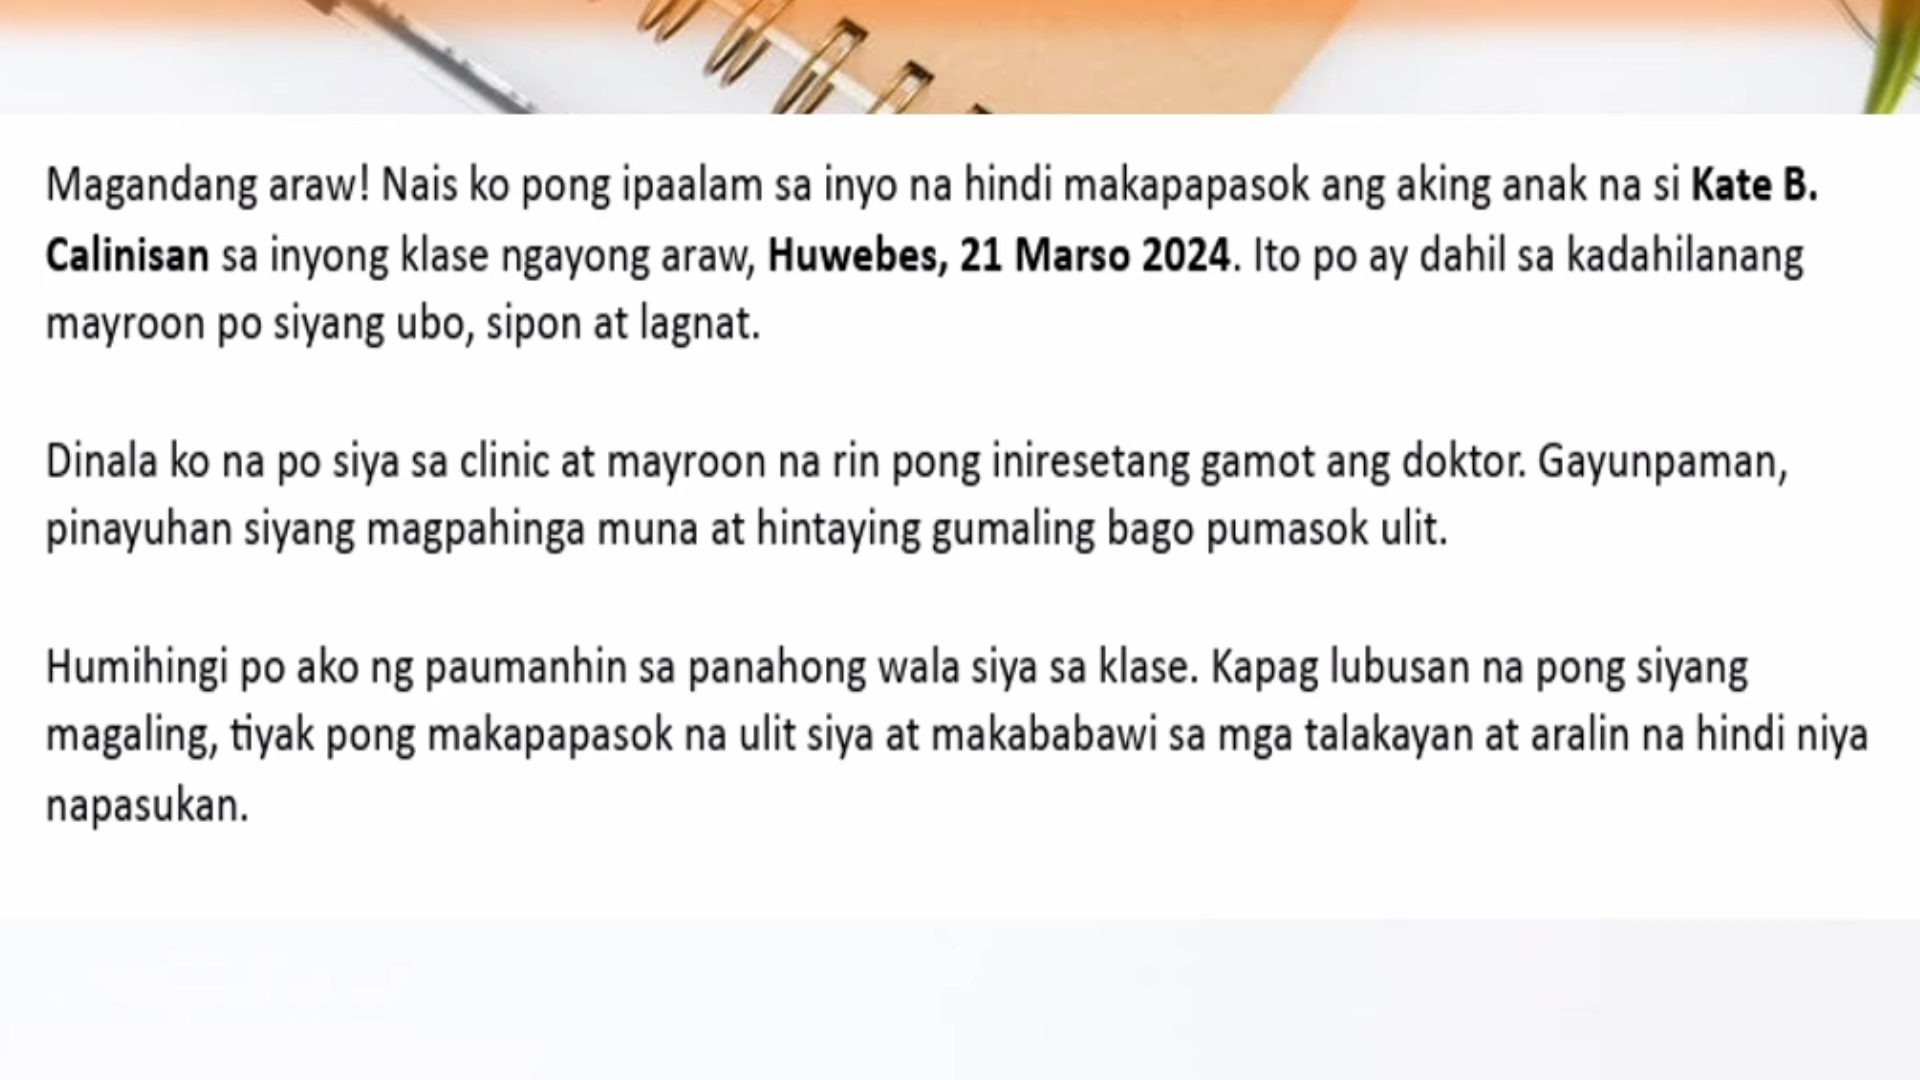 Magandang araw! Nais ko pong ipaalam sa inyo na hindi makapapasok ang aking anak na si Kate B.
Calinisan sa inyong klase ngayong araw, Huwebes, 21 Marso 2024. Ito po ay dahil sa kadahilanang
mayroon po siyang ubo, sipon at lagnat.
Dinala ko na po siya sa clinic at mayroon na rin pong iniresetang gamot ang doktor. Gayunpaman,
pinayuhan siyang magpahinga muna at hintaying gumaling bago pumasok ulit.
Humihingi po ako ng paumanhin sa panahong wala siya sa klase. Kapag lubusan na pong siyang
magaling, tiyak pong makapapasok na ulit siya at makababawi sa mga talakayan at aralin na hindi niya
napasukan.